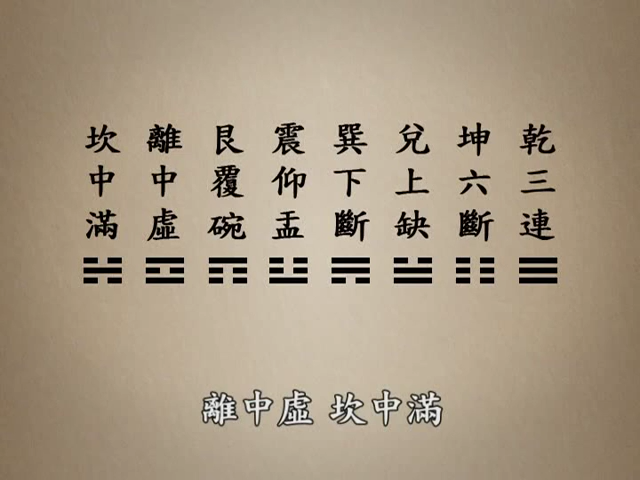 乾三連
坤六斷
兌上缺
巽下斷
震仰盂
艮覆碗
離中虛
坎中滿
離中虛 坎中滿